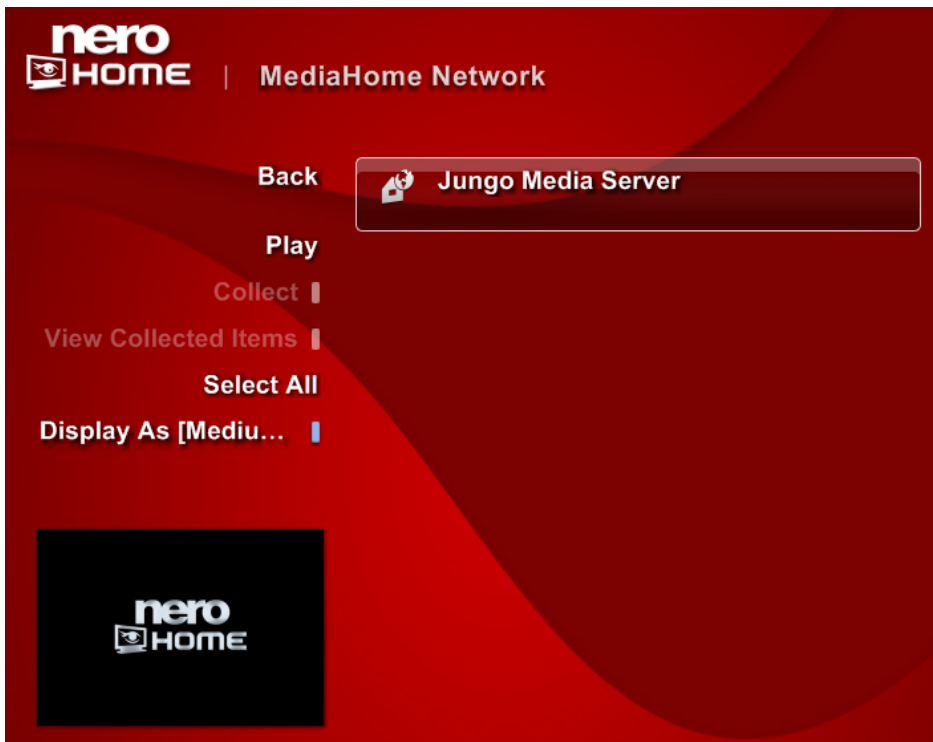 nero
HOME | MediaHome Network
Back
Jungo Media Server
Play
Collect
View Collected Items
Select All
Display As [Mediu...
nero
HOME